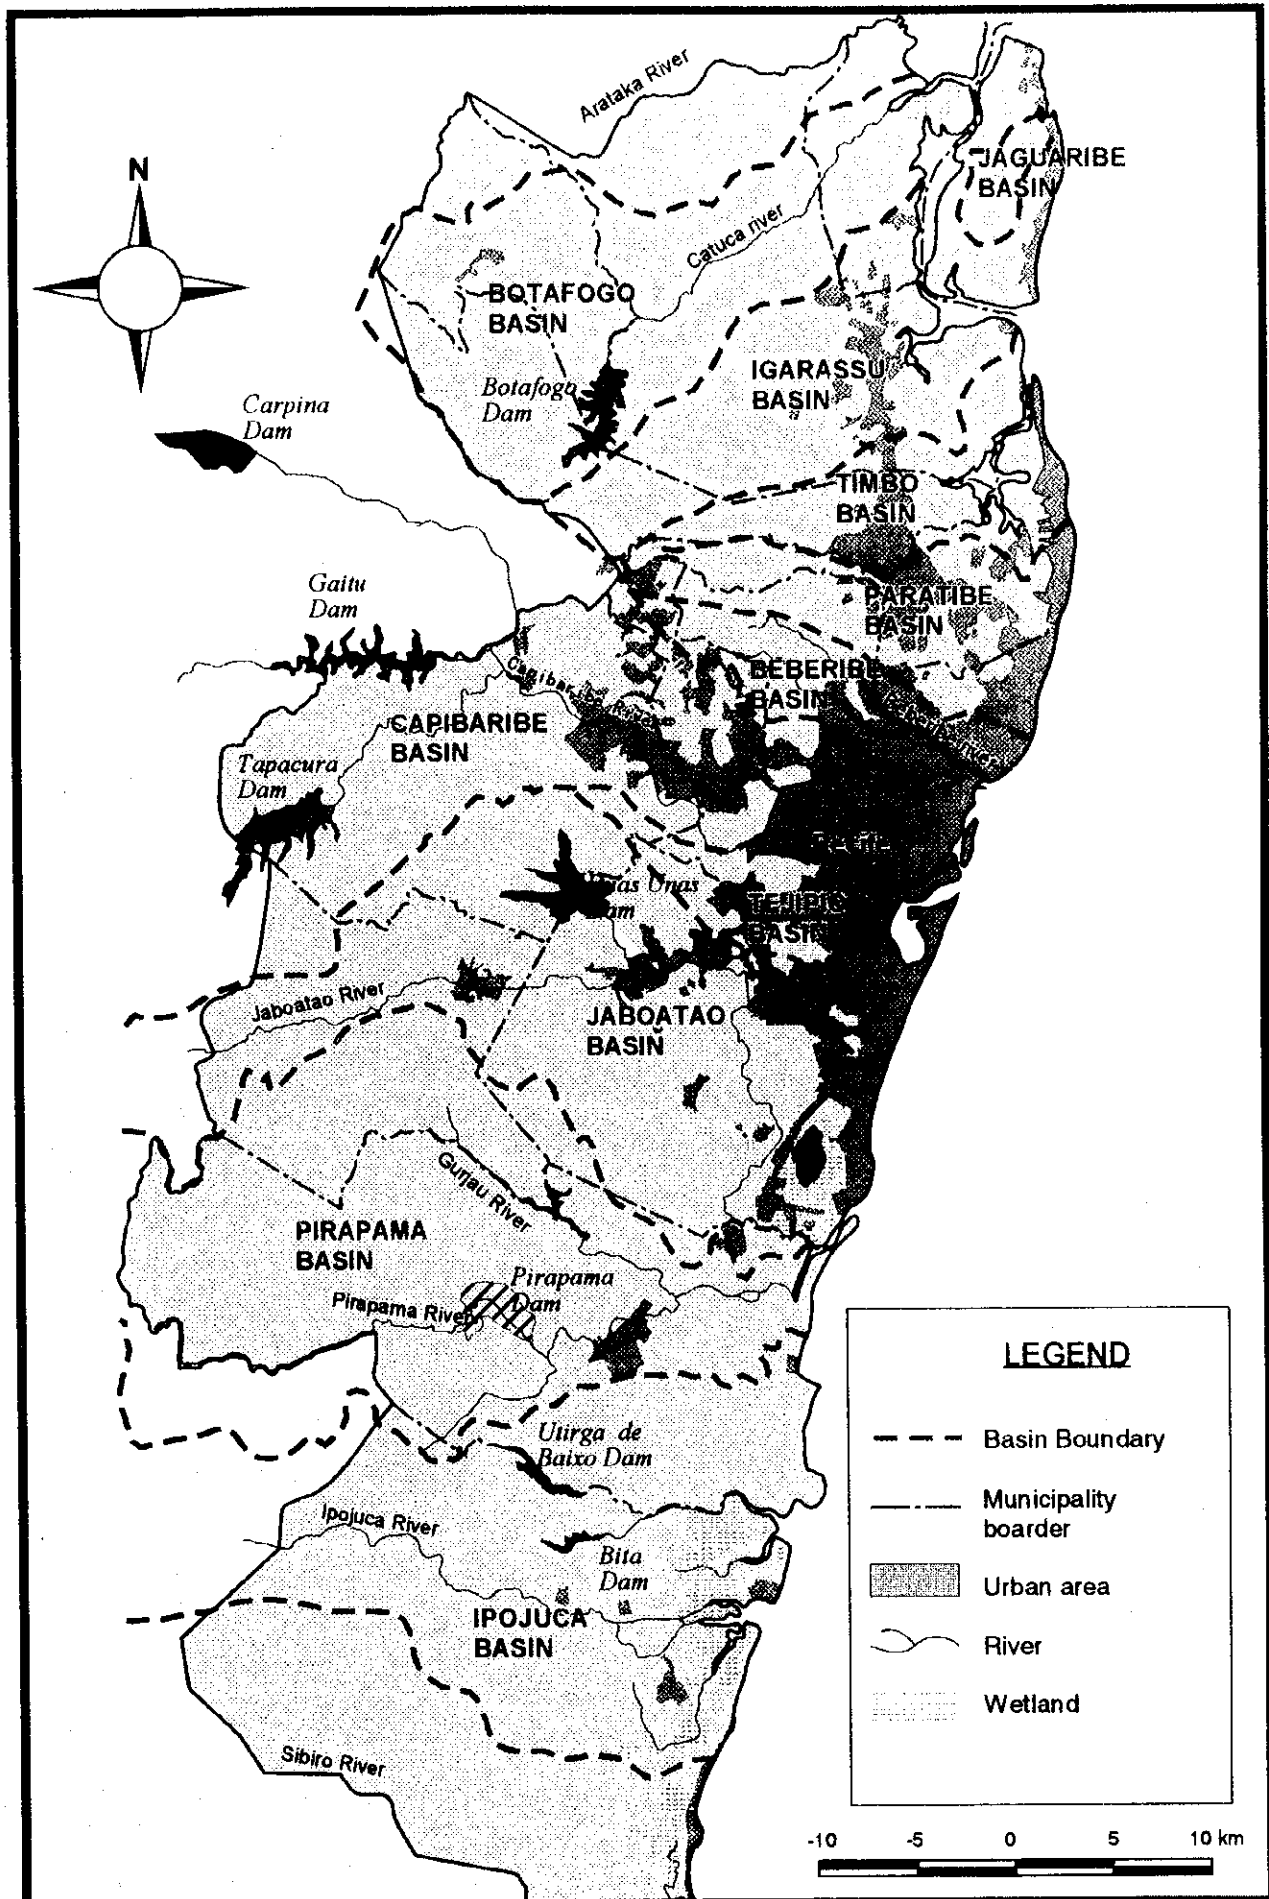 Arataka River
N
JAGUARIBE
BASIN
Catuca river
BOTAFOGO
BASIN
IGARASSU
BASIN
Botafogo
Dam
Carpina
Dam
TIMBO
BASIN
Gaitu
Dam
PARATIBE
BASIN
BEBERIBE
BASIN
CAPIBARIBE
BASIN
Tapacura
Dam
Recife
Unas
TEJIPIO
BASIN
Jaboatao River
JABOATAO
BASIN
Gurjau River
PIRAPAMA
BASIN
Pirapama
Dam
Pirapama River
LEGEND
Basin Boundary
Municipality
boarder
Urban area
River
Wetland
Utirga de
Baixo Dam
Ipojuca River
Bita
Dam
IPOJUCA
BASIN
Sibiro River
-10 -5 0 5 10 km